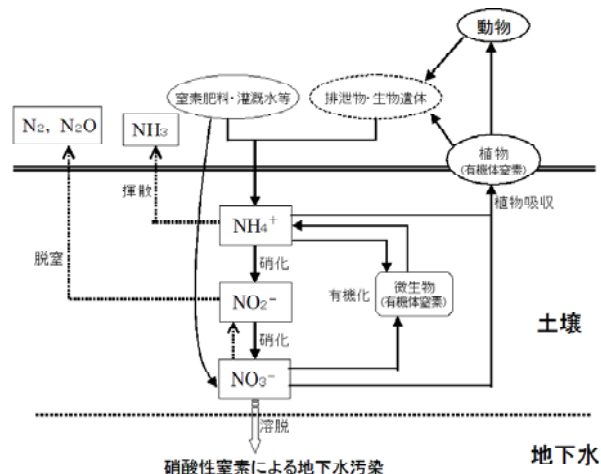 動物
窒素肥料・灌漑水等
排泄物・生物遺体
N₂, N₂O
NH₃
植物
(有機体窒素)
揮散
植物吸収
NH₄⁺
脱窒
硝化
有機化
微生物
(有機体窒素)
NO₂⁻
硝化
土壌
NO₃⁻
溶脱
地下水
硝酸性窒素による地下水汚染